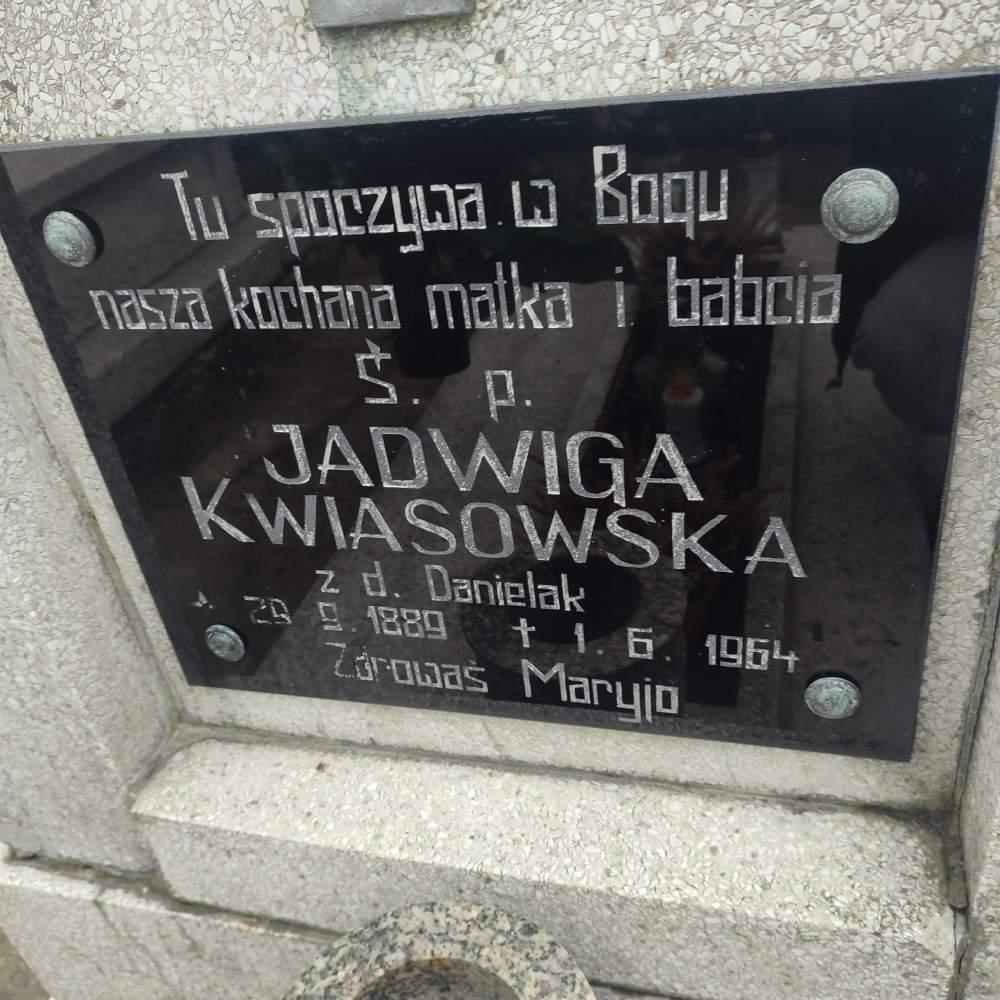 Tu spoczywa w Bogu
nasza kochana matka i babcia
Ś. p.
JADWIGA
KWIASOWSKA
z d. Danielak
29. 9. 1889 † 1. 6. 1964
Zdrowaś Maryjo